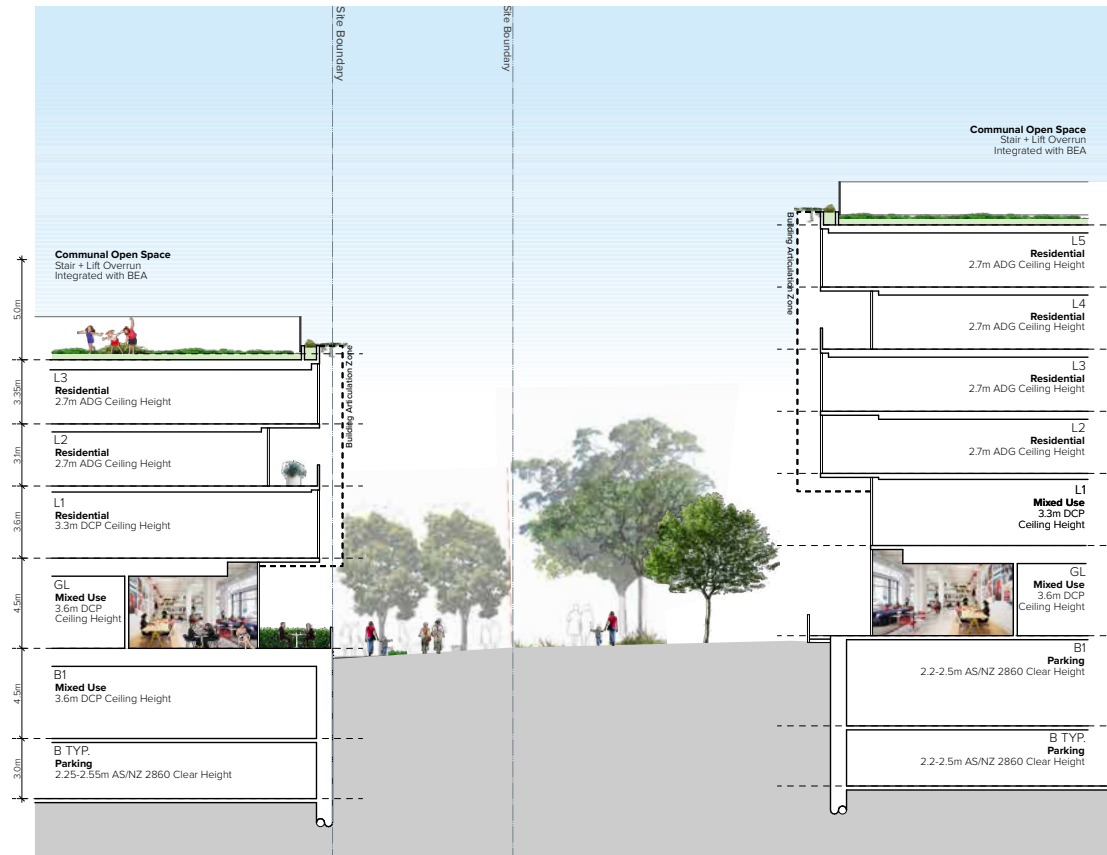 Site Boundary
Site Boundary
Communal Open Space
Stair + Lift Overrun
Integrated with BEA
5.0m
3.35m
3.1m
3.6m
4.5m
4.5m
3.0m
L3
Residential
2.7m ADG Ceiling Height
L2
Residential
2.7m ADG Ceiling Height
L1
Residential
3.3m DCP Ceiling Height
GL
Mixed Use
3.6m DCP
Ceiling Height
B1
Mixed Use
3.6m DCP Ceiling Height
B TYP.
Parking
2.25-2.55m AS/NZ 2860 Clear Height
Building Articulation Zone
Communal Open Space
Stair + Lift Overrun
Integrated with BEA
Building Articulation Zone
L5
Residential
2.7m ADG Ceiling Height
L4
Residential
2.7m ADG Ceiling Height
L3
Residential
2.7m ADG Ceiling Height
L2
Residential
2.7m ADG Ceiling Height
L1
Mixed Use
3.3m DCP
Ceiling Height
GL
Mixed Use
3.6m DCP
Ceiling Height
B1
Parking
2.2-2.5m AS/NZ 2860 Clear Height
B TYP.
Parking
2.2-2.5m AS/NZ 2860 Clear Height